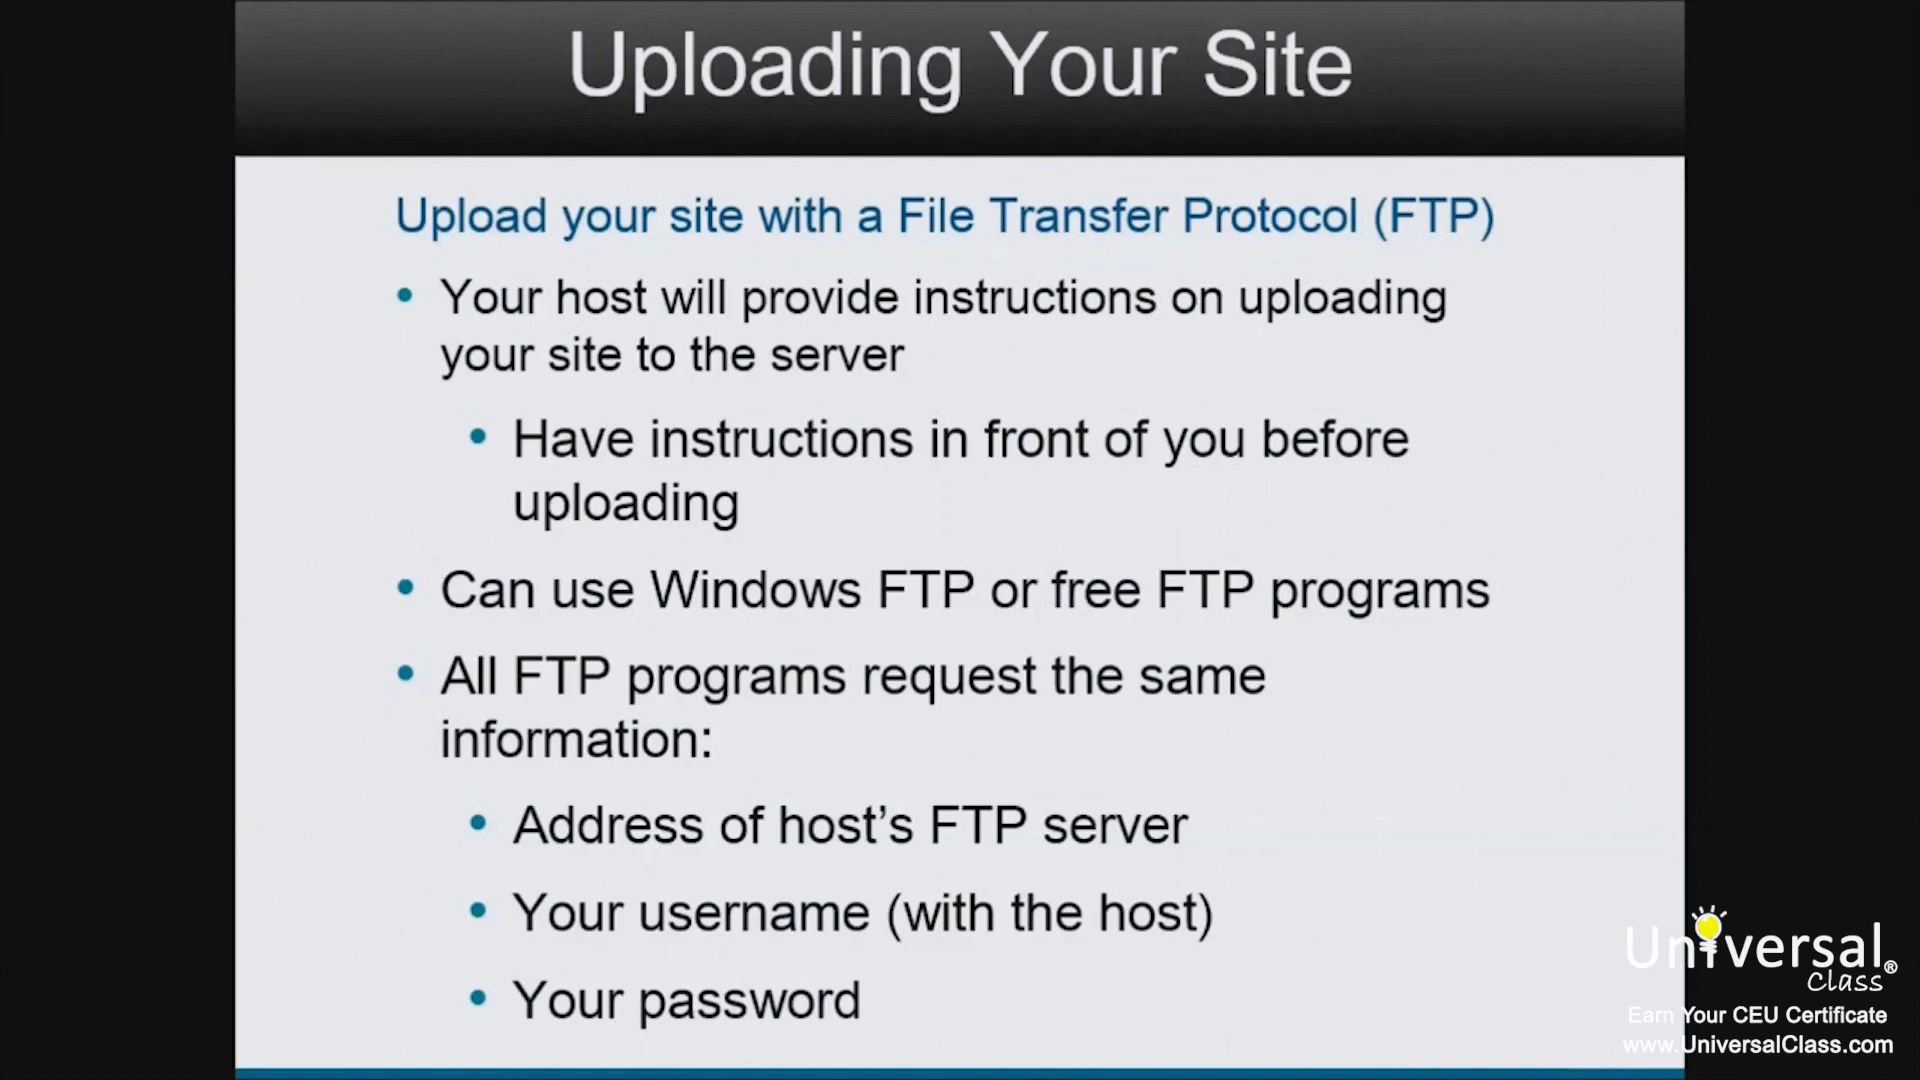 Uploading Your Site
Upload your site with a File Transfer Protocol (FTP)
• Your host will provide instructions on uploading
your site to the server
• Have instructions in front of you before
uploading
• Can use Windows FTP or free FTP programs
• All FTP programs request the same
information:
• Address of host's FTP server
• Your username (with the host)
• Your password
Universal®
Class
Earn Your CEU Certificate
www.UniversalClass.com